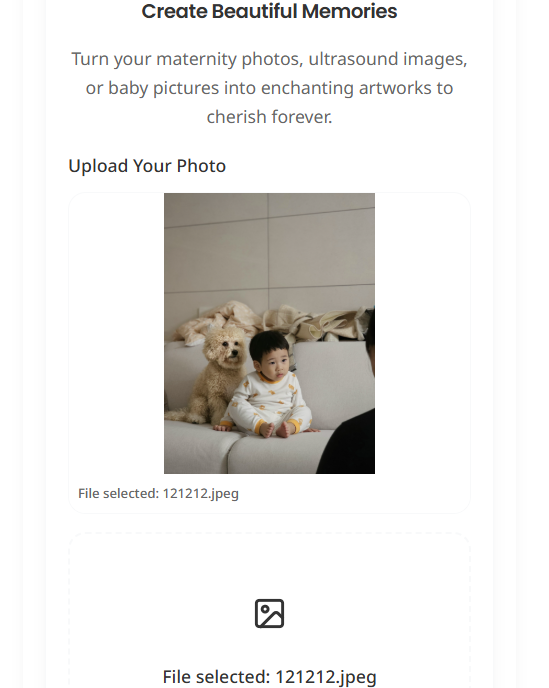 Create Beautiful Memories
Turn your maternity photos, ultrasound images,
or baby pictures into enchanting artworks to
cherish forever.
Upload Your Photo
File selected: 121212.jpeg
File selected: 121212.jpeg